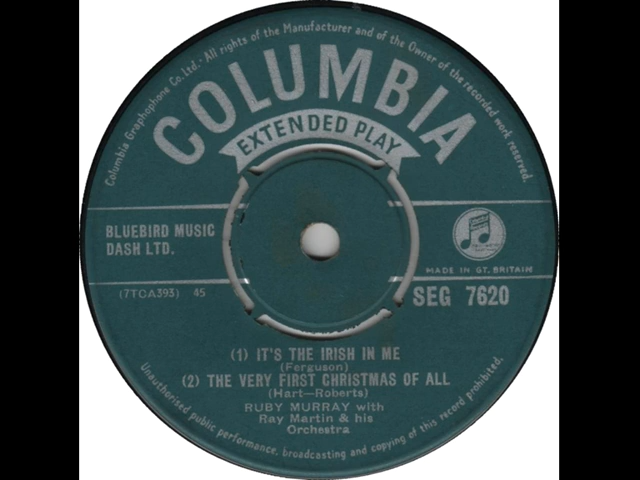 Columbia Graphophone Co. Ltd. · All rights of the Manufacturer and of the Owner of the recorded work reserved.
COLUMBIA
EXTENDED PLAY
BLUEBIRD MUSIC
DASH LTD.
MADE IN GT. BRITAIN
(7TCA393) 45
SEG 7620
(1) IT'S THE IRISH IN ME
(Ferguson)
(2) THE VERY FIRST CHRISTMAS OF ALL
(Hart—Roberts)
RUBY MURRAY with
Ray Martin & his
Orchestra
Unauthorised public performance, broadcasting and copying of this record prohibited.